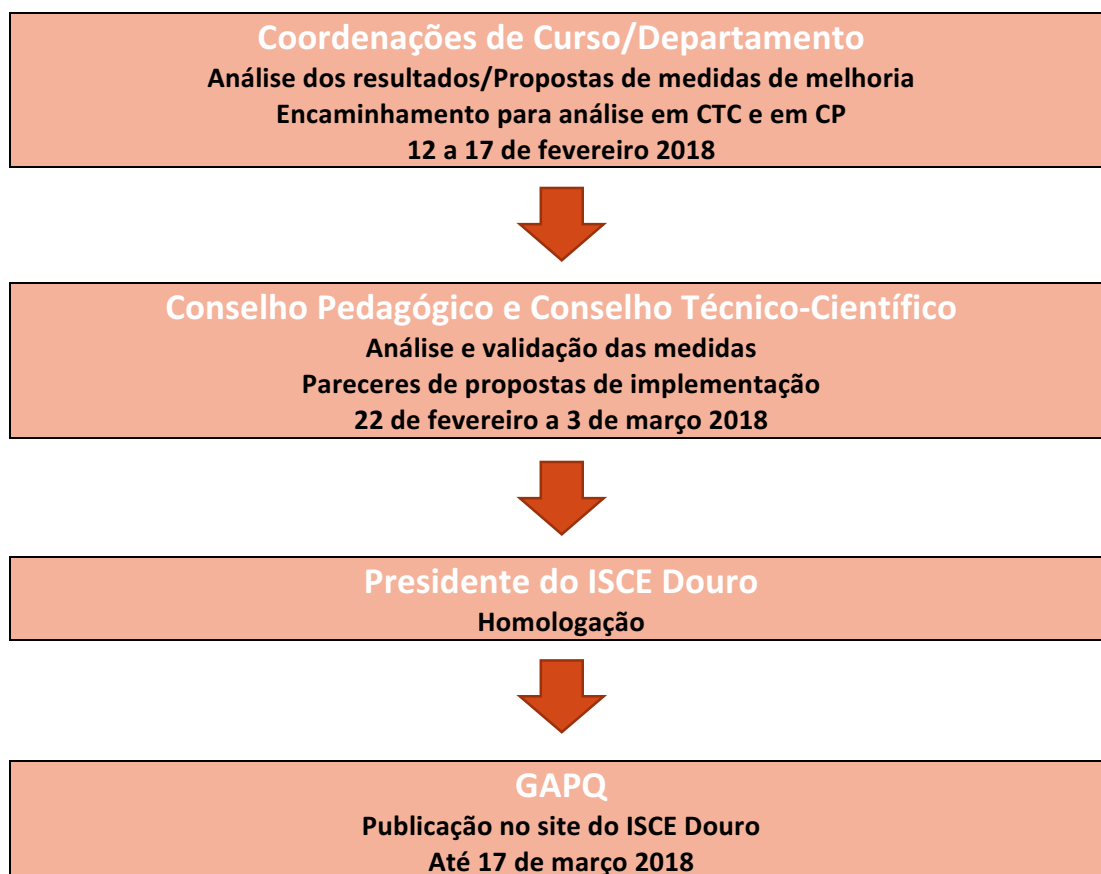 Coordenações de Curso/Departamento
Análise dos resultados/Propostas de medidas de melhoria
Encaminhamento para análise em CTC e em CP
12 a 17 de fevereiro 2018
Conselho Pedagógico e Conselho Técnico-Científico
Análise e validação das medidas
Pareceres de propostas de implementação
22 de fevereiro a 3 de março 2018
Presidente do ISCE Douro
Homologação
GAPQ
Publicação no site do ISCE Douro
Até 17 de março 2018